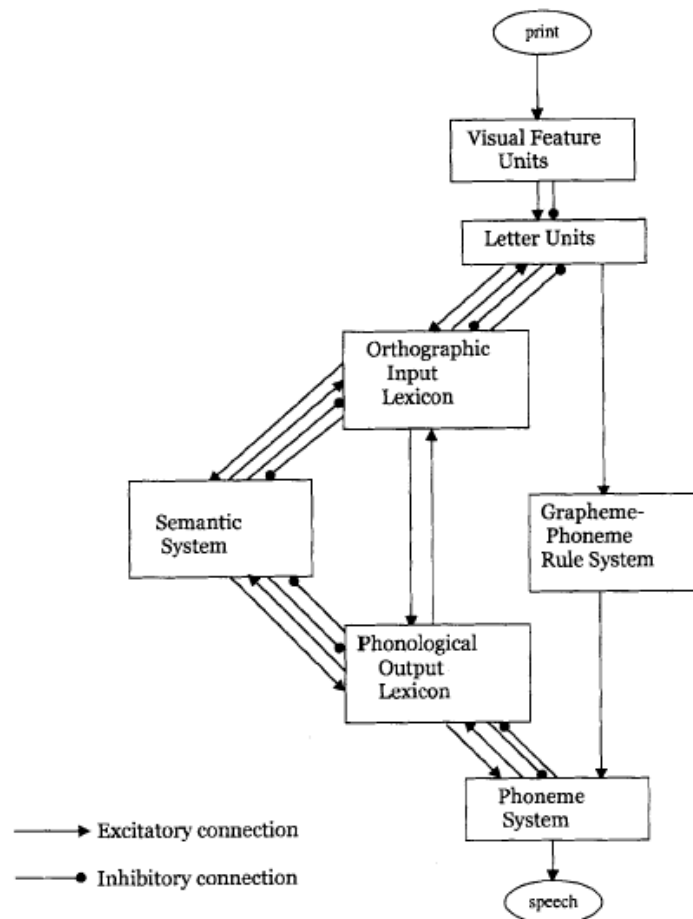 print
Visual Feature
Units
Letter Units
Orthographic
Input
Lexicon
Semantic
System
Grapheme-
Phoneme
Rule System
Phonological
Output
Lexicon
Phoneme
System
Excitatory connection
Inhibitory connection
speech